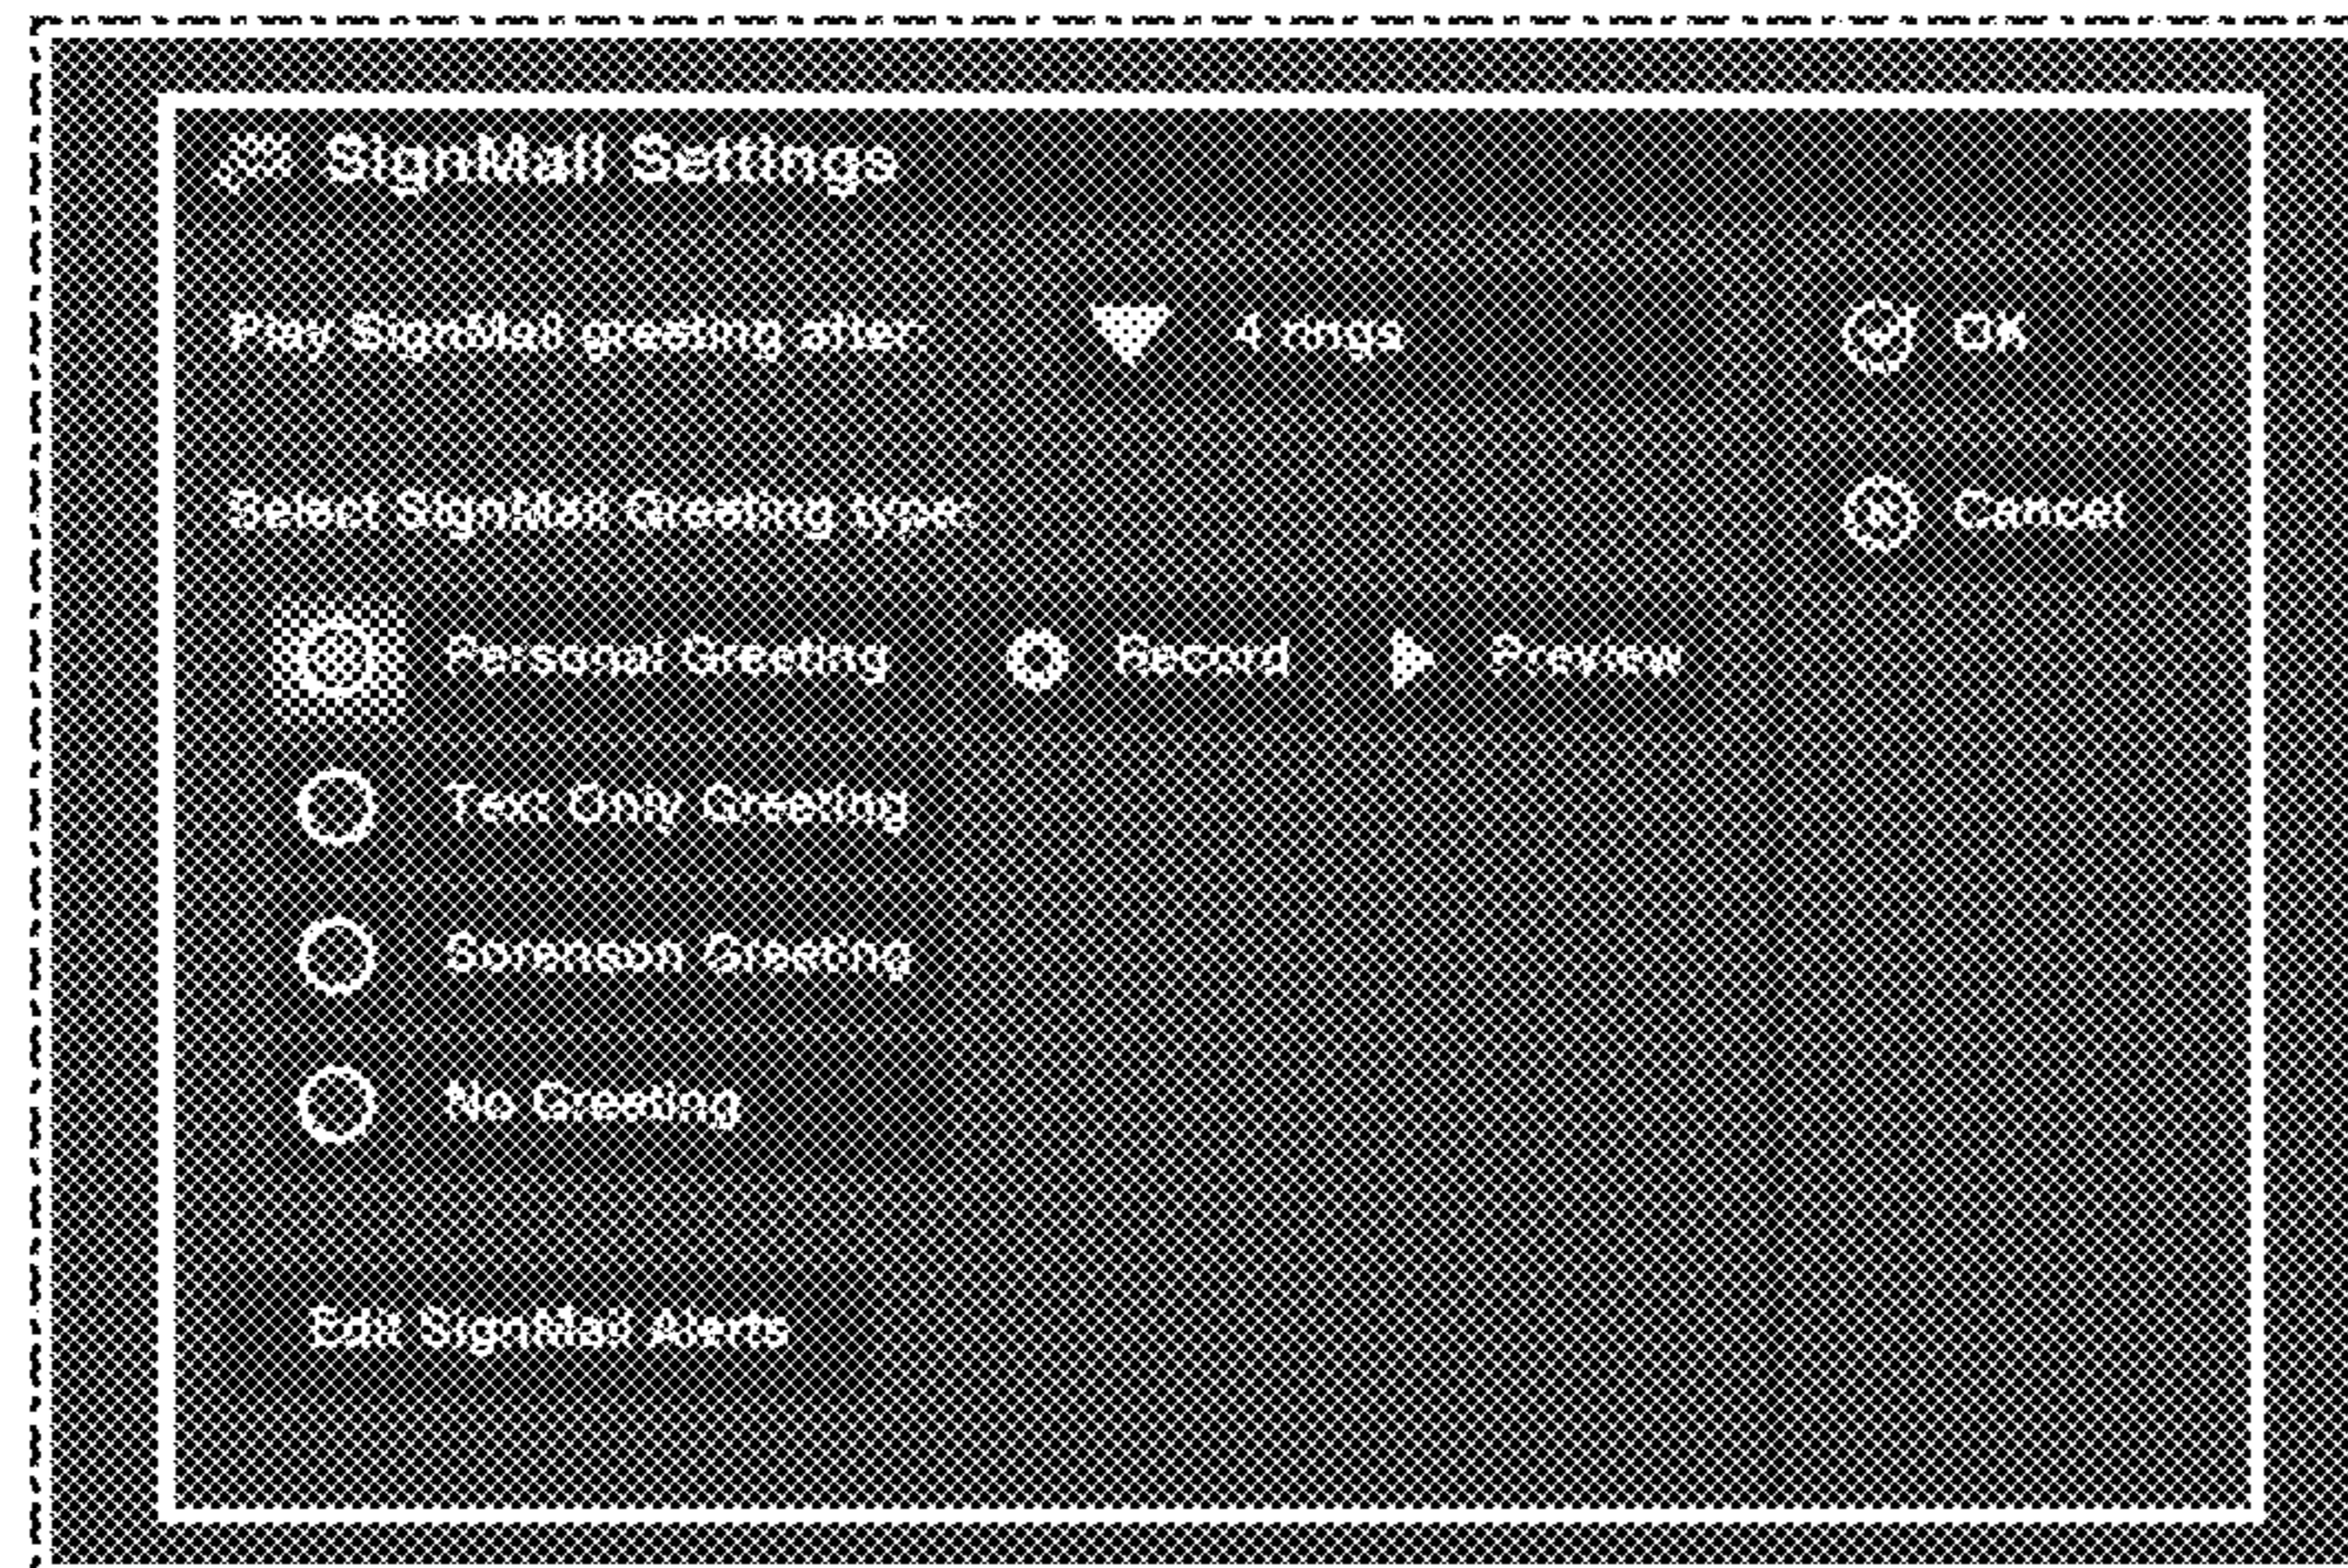 SignMail Settings
Play SignMail greeting after: 4 rings OK
Select SignMail Greeting type: Cancel
Personal Greeting Record Preview
Text Only Greeting
Sorenson Greeting
No Greeting
Edit SignMail Alerts